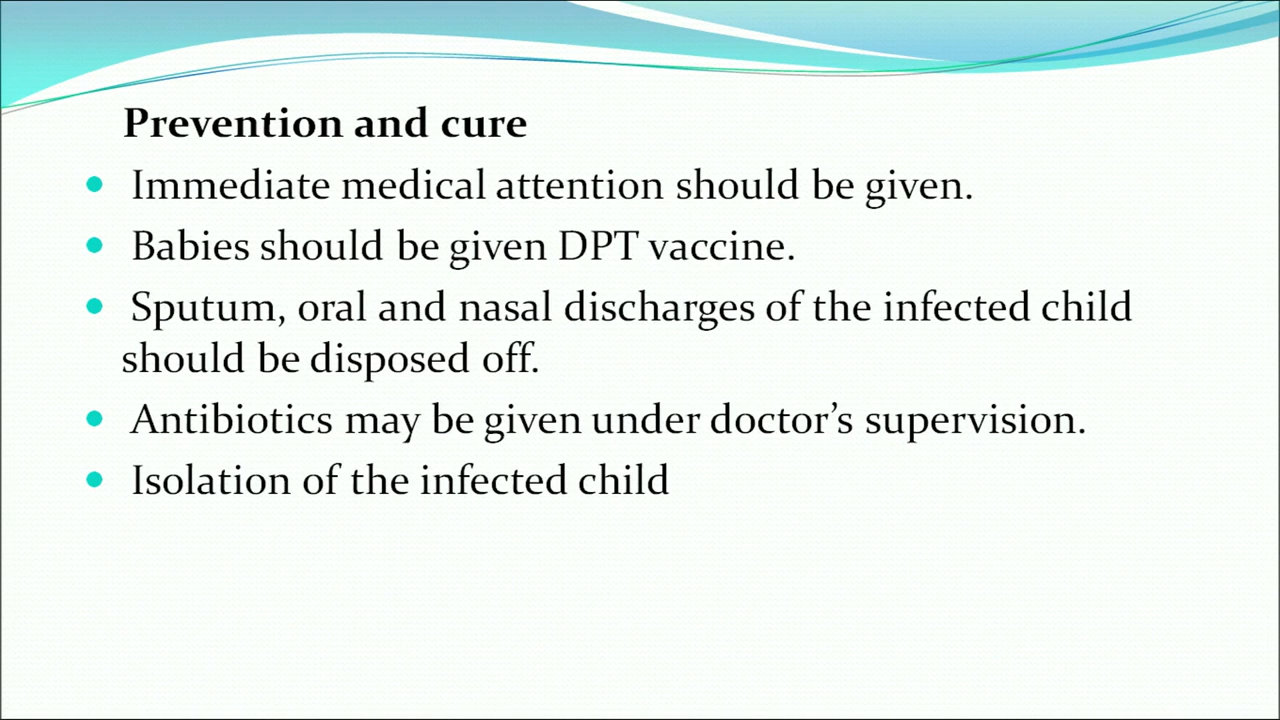 Prevention and cure
• Immediate medical attention should be given.
• Babies should be given DPT vaccine.
• Sputum, oral and nasal discharges of the infected child
should be disposed off.
• Antibiotics may be given under doctor’s supervision.
• Isolation of the infected child